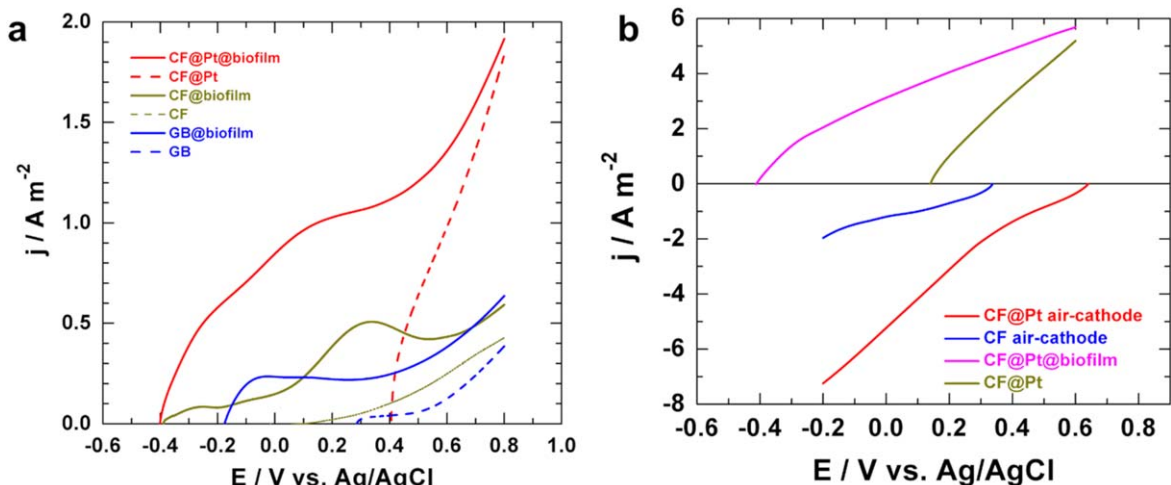 a
2.0
1.5
1.0
0.5
0.0
j / A m⁻²
CF@Pt@biofilm
CF@Pt
CF@biofilm
CF
GB@biofilm
GB
-0.6 -0.4 -0.2 0.0 0.2 0.4 0.6 0.8 1.0
E / V vs. Ag/AgCl
b
6
4
2
0
-2
-4
-6
-8
j / A m⁻²
CF@Pt air-cathode
CF air-cathode
CF@Pt@biofilm
CF@Pt
-0.6 -0.4 -0.2 0.0 0.2 0.4 0.6 0.8
E / V vs. Ag/AgCl